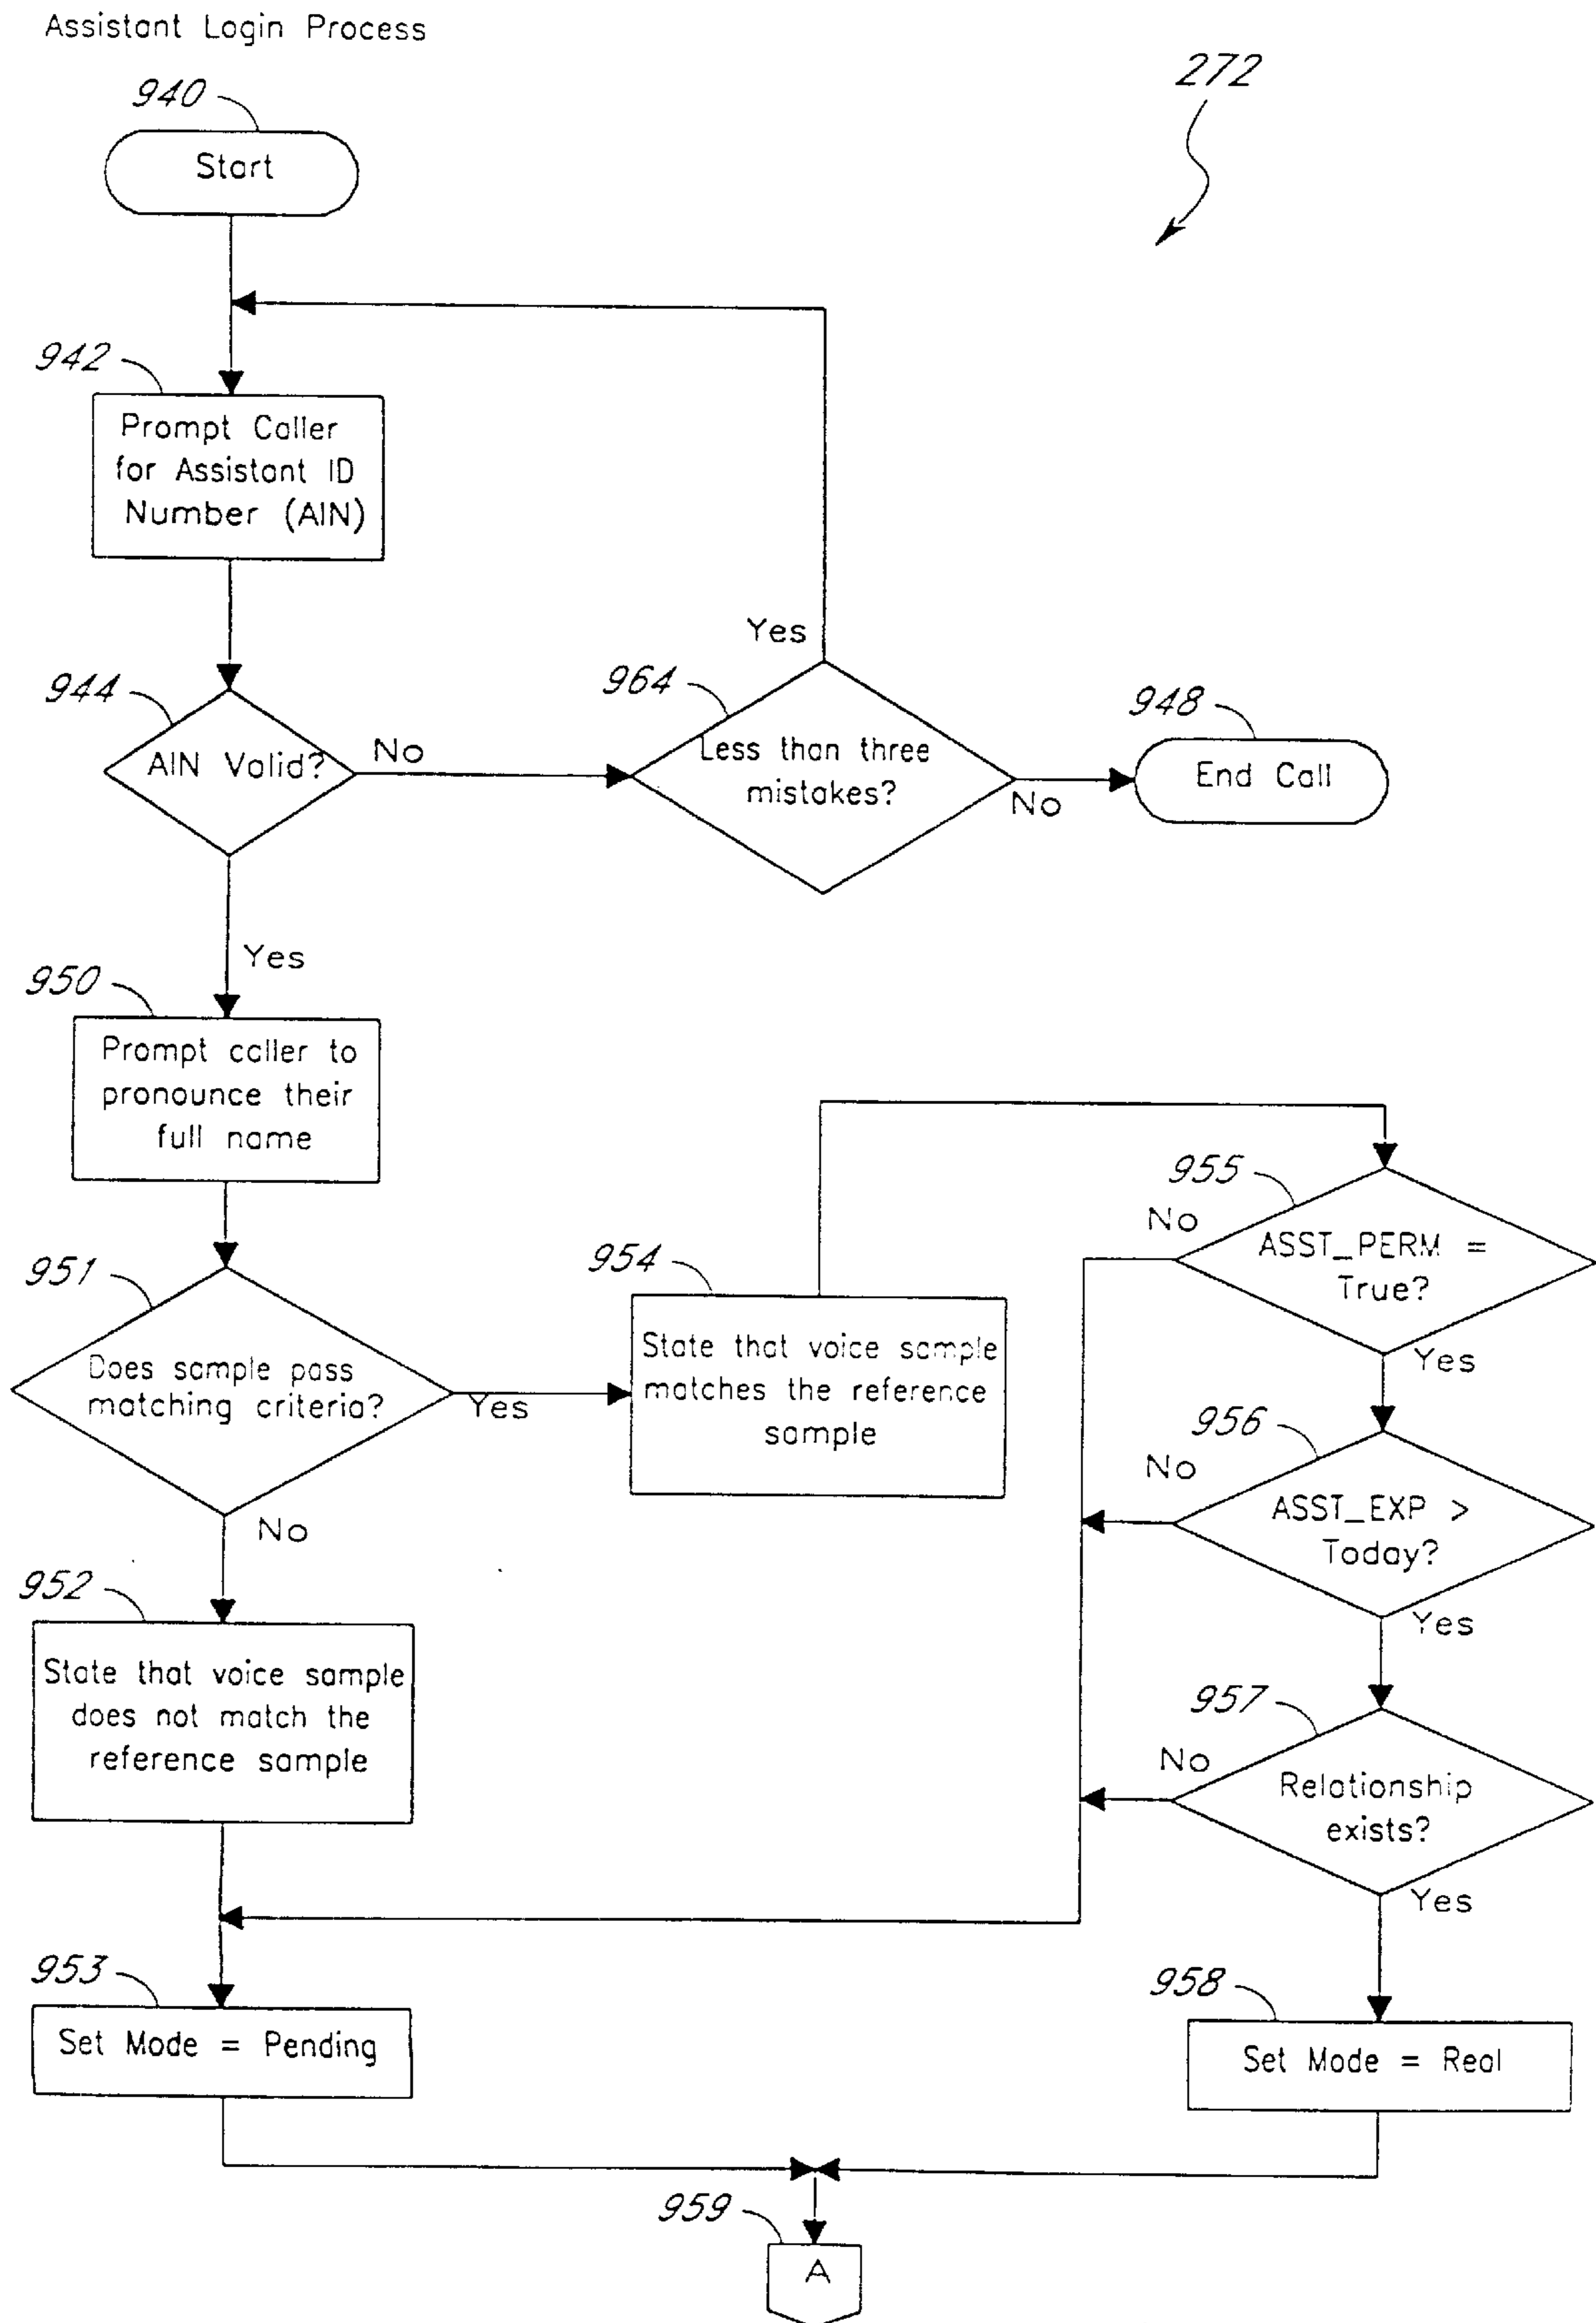 Assistant Login Process
272
940
Start
942
Prompt Caller
for Assistant ID
Number (AIN)
Yes
944
AIN Valid?
No
964
Less than three
mistakes?
No
948
End Call
Yes
950
Prompt caller to
pronounce their
full name
951
Does sample pass
matching criteria?
Yes
No
954
State that voice sample
matches the reference
sample
955
No
ASST_PERM =
True?
Yes
956
No
ASST_EXP >
Today?
Yes
952
State that voice sample
does not match the
reference sample
957
No
Relationship
exists?
Yes
953
Set Mode = Pending
958
Set Mode = Real
959
A